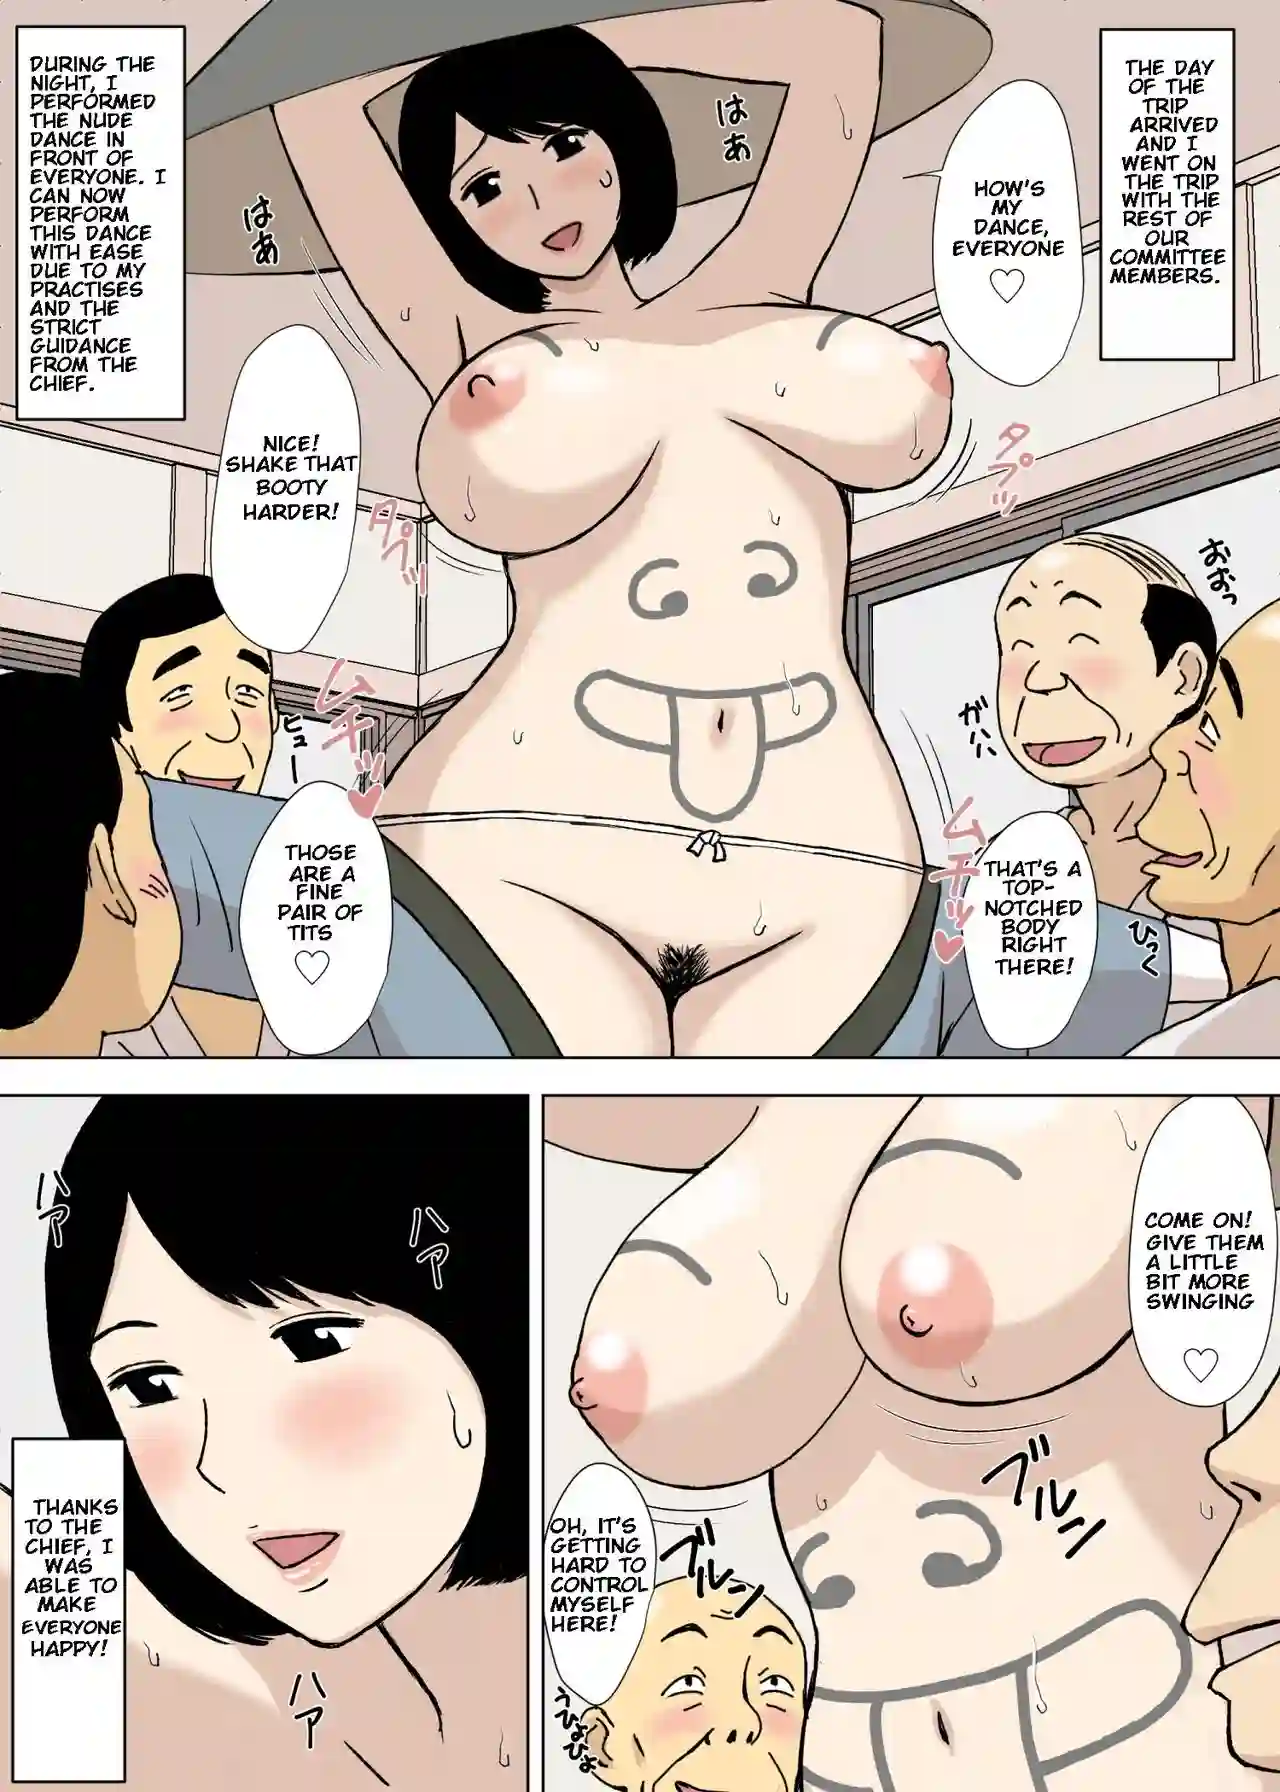 THE DAY
OF THE
TRIP
ARRIVED
AND I
WENT ON
THE TRIP
WITH THE
REST OF
OUR
COMMITTEE
MEMBERS.
HOW'S
MY
DANCE,
EVERYONE
♡
はぁ
はぁ
DURING THE
NIGHT, I
PERFORMED
THE NUDE
DANCE IN
FRONT OF
EVERYONE. I
CAN NOW
PERFORM
THIS DANCE
WITH EASE
DUE TO MY
PRACTISES
AND THE
STRICT
GUIDANCE
FROM THE
CHIEF.
NICE!
SHAKE THAT
BOOTY
HARDER!
タプッ
タプッ
おおっ
ガハハ
ムチッ
ヒュー
THOSE
ARE A
FINE
PAIR OF
TITS
♡
ムチッ
THAT'S A
TOP-
NOTCHED
BODY
RIGHT
THERE!
ひっく
COME ON!
GIVE THEM
A LITTLE
BIT MORE
SWINGING
♡
ブルン
ブルン
OH, IT'S
GETTING
HARD TO
CONTROL
MYSELF
HERE!
うひょひょ
ハァ
ハァ
THANKS
TO THE
CHIEF, I
WAS
ABLE TO
MAKE
EVERYONE
HAPPY!
ハァ